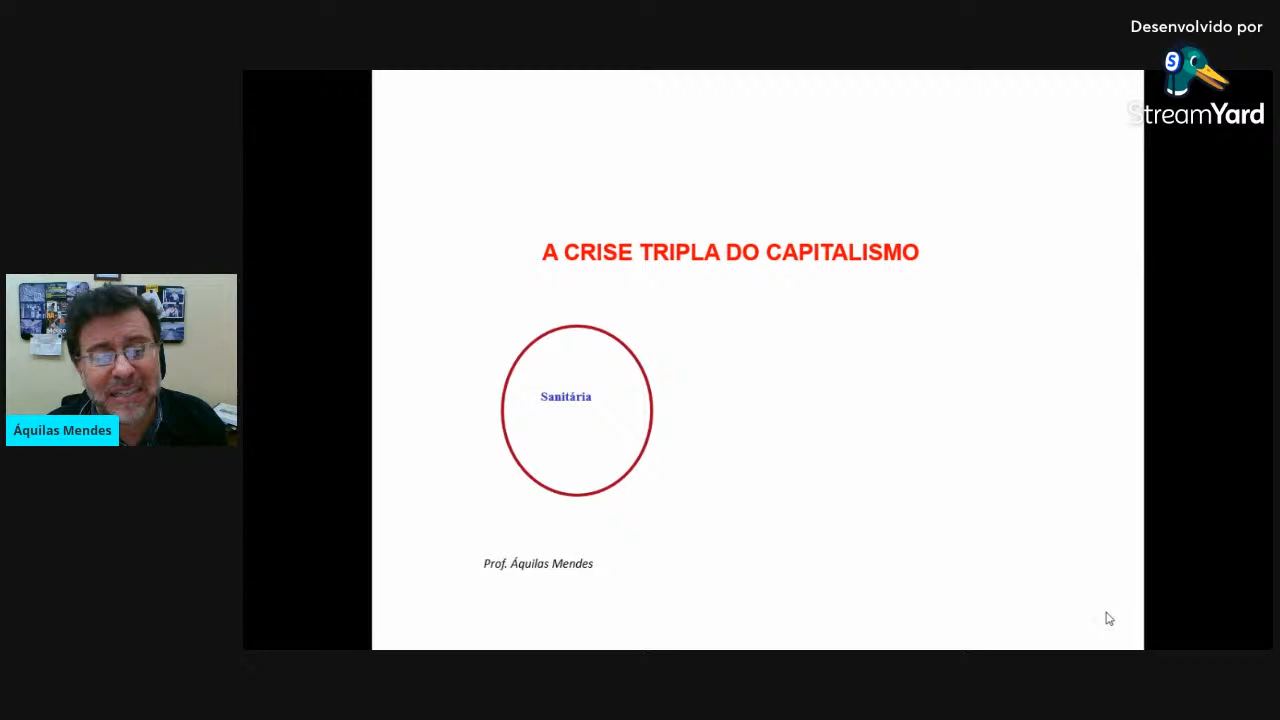 Desenvolvido por
S
StreamYard
A CRISE TRIPLA DO CAPITALISMO
Sanitária
Áquilas Mendes
Prof. Áquilas Mendes